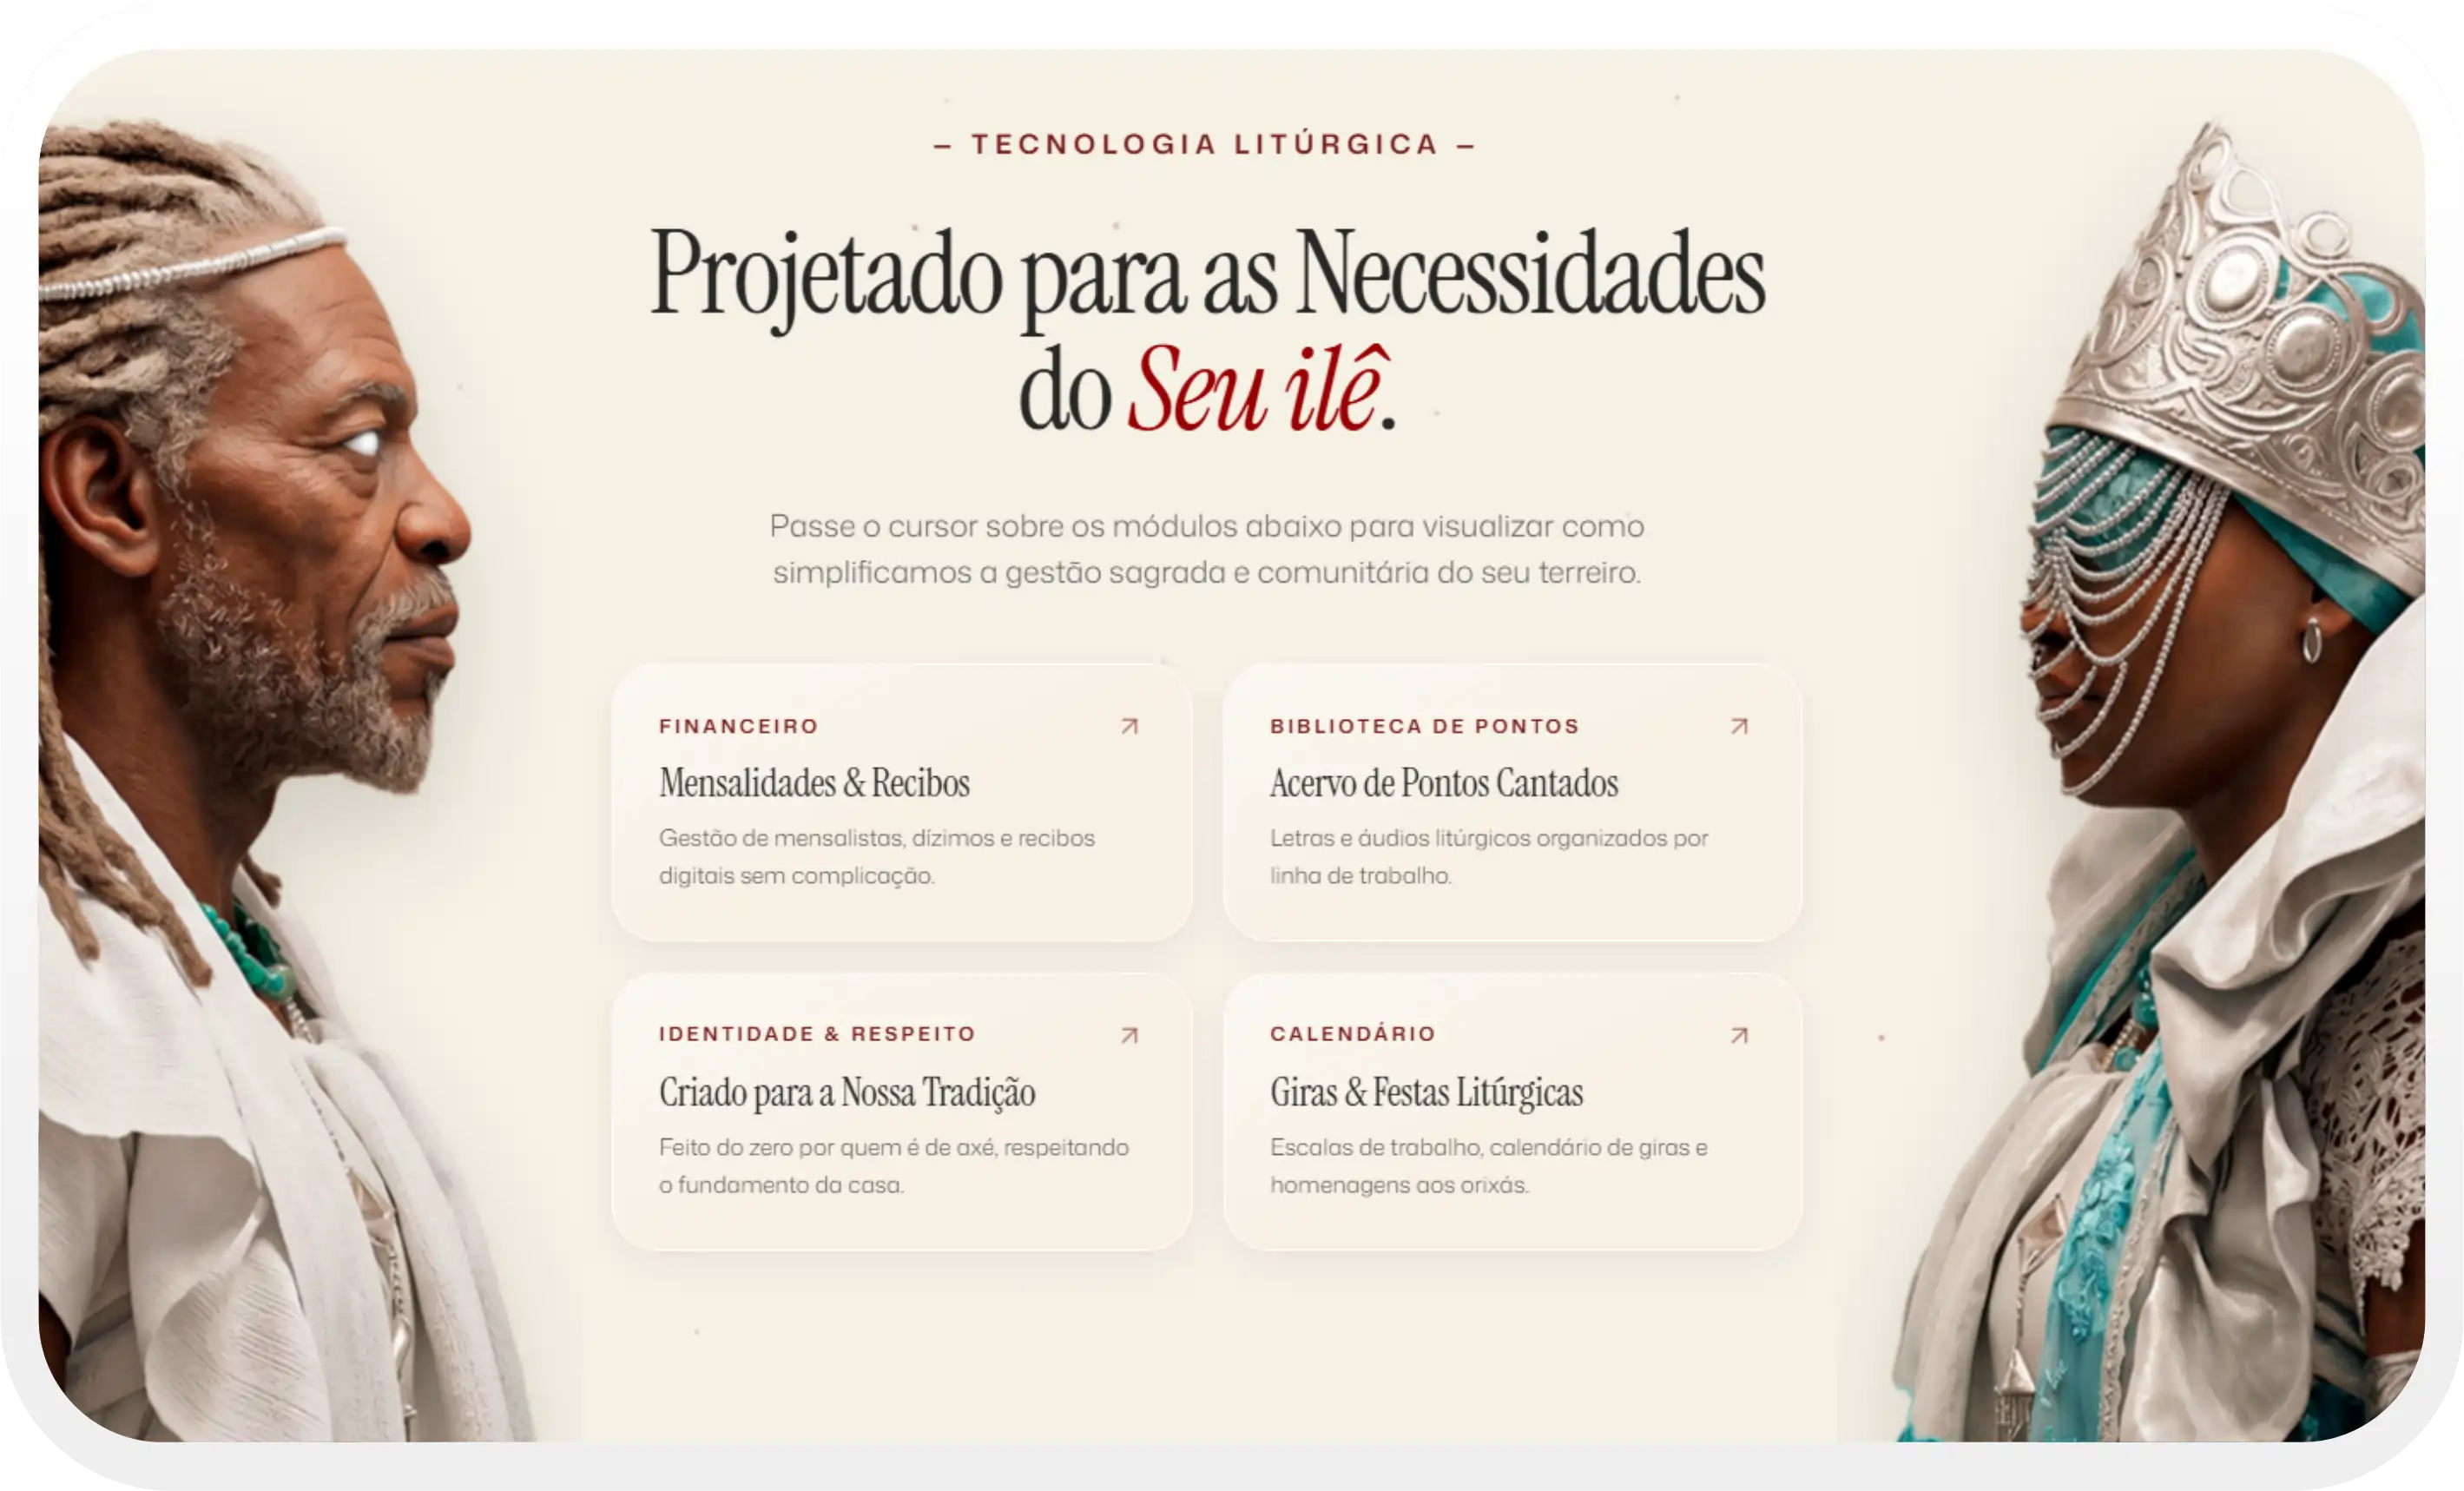 – TECNOLOGIA LITÚRGICA –
Projetado para as Necessidades
do Seu ilê.
Passe o cursor sobre os módulos abaixo para visualizar como
simplificamos a gestão sagrada e comunitária do seu terreiro.
FINANCEIRO
Mensalidades & Recibos
Gestão de mensalistas, dízimos e recibos
digitais sem complicação.
BIBLIOTECA DE PONTOS
Acervo de Pontos Cantados
Letras e áudios litúrgicos organizados por
linha de trabalho.
IDENTIDADE & RESPEITO
Criado para a Nossa Tradição
Feito do zero por quem é de axé, respeitando
o fundamento da casa.
CALENDÁRIO
Giras & Festas Litúrgicas
Escalas de trabalho, calendário de giras e
homenagens aos orixás.